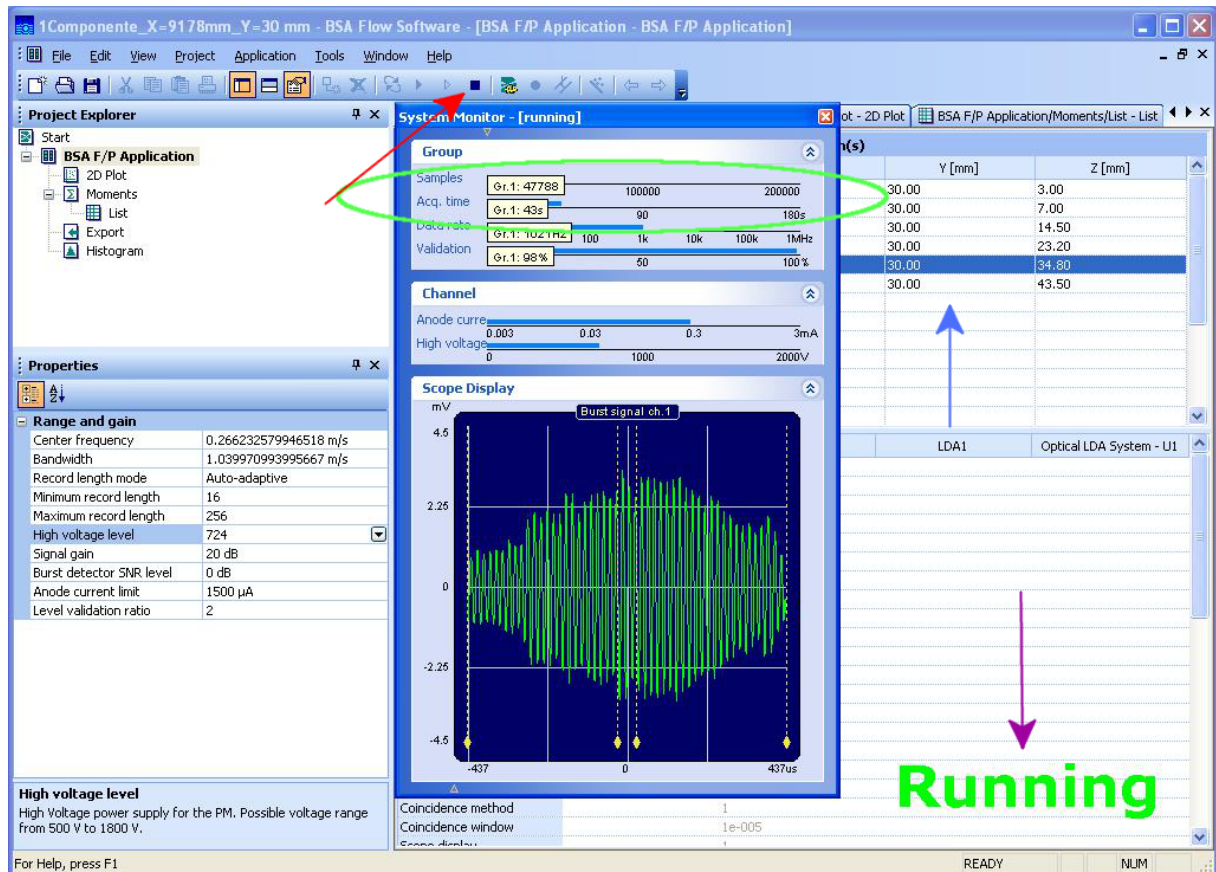 1Componente_X=9178mm_Y=30 mm - BSA Flow Software - [BSA F/P Application - BSA F/P Application]
File Edit View Project Application Tools Window Help
Project Explorer
Start
BSA F/P Application
2D Plot
Moments
List
Export
Histogram
Properties
Range and gain
Center frequency 0.266232579946518 m/s
Bandwidth 1.039970993995667 m/s
Record length mode Auto-adaptive
Minimum record length 16
Maximum record length 256
High voltage level 724
Signal gain 20 dB
Burst detector SNR level 0 dB
Anode current limit 1500 µA
Level validation ratio 2
High voltage level
High Voltage power supply for the PM. Possible voltage range
from 500 V to 1800 V.
System Monitor - [running]
Group
Samples Gr.1: 47788 100000 200000
Acq. time Gr.1: 43s 90 180s
Data rate Gr.1: 1021Hz 100 1k 10k 100k 1MHz
Validation Gr.1: 98% 50 100%
Channel
Anode curre 0.003 0.03 0.3 3mA
High voltage 0 1000 2000V
Scope Display
mV Burst signal ch.1
4.5
2.25
0
-2.25
-4.5
-437 0 437us
ot - 2D Plot BSA F/P Application/Moments/List - List
n(s)
Y [mm] Z [mm]
30.00 3.00
30.00 7.00
30.00 14.50
30.00 23.20
30.00 34.80
30.00 43.50
LDA1 Optical LDA System - U1
Running
Coincidence method 1
Coincidence window 1e-005
Scope display 1
For Help, press F1 READY NUM